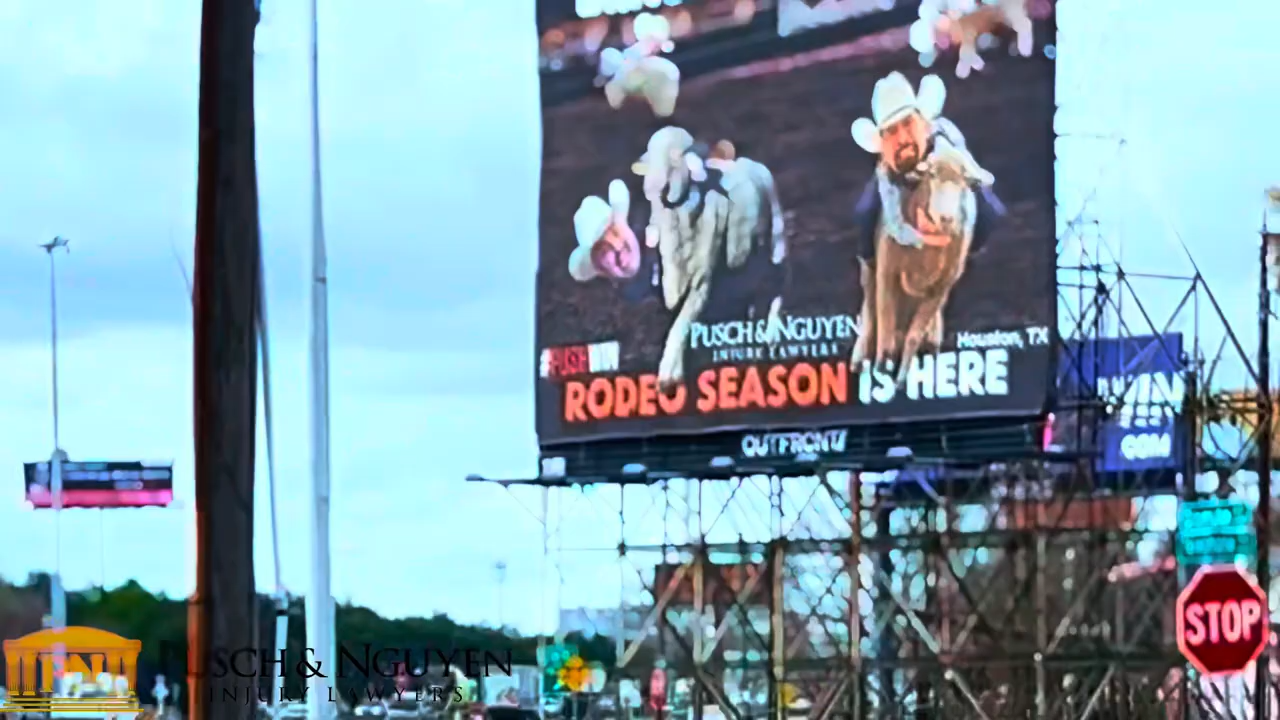 PUSCH & NGUYEN
INJURY LAWYERS
Houston, TX
#PUSHWIN
RODEO SEASON IS HERE
OUTFRONT/
STOP
PUSCH & NGUYEN
INJURY LAWYERS